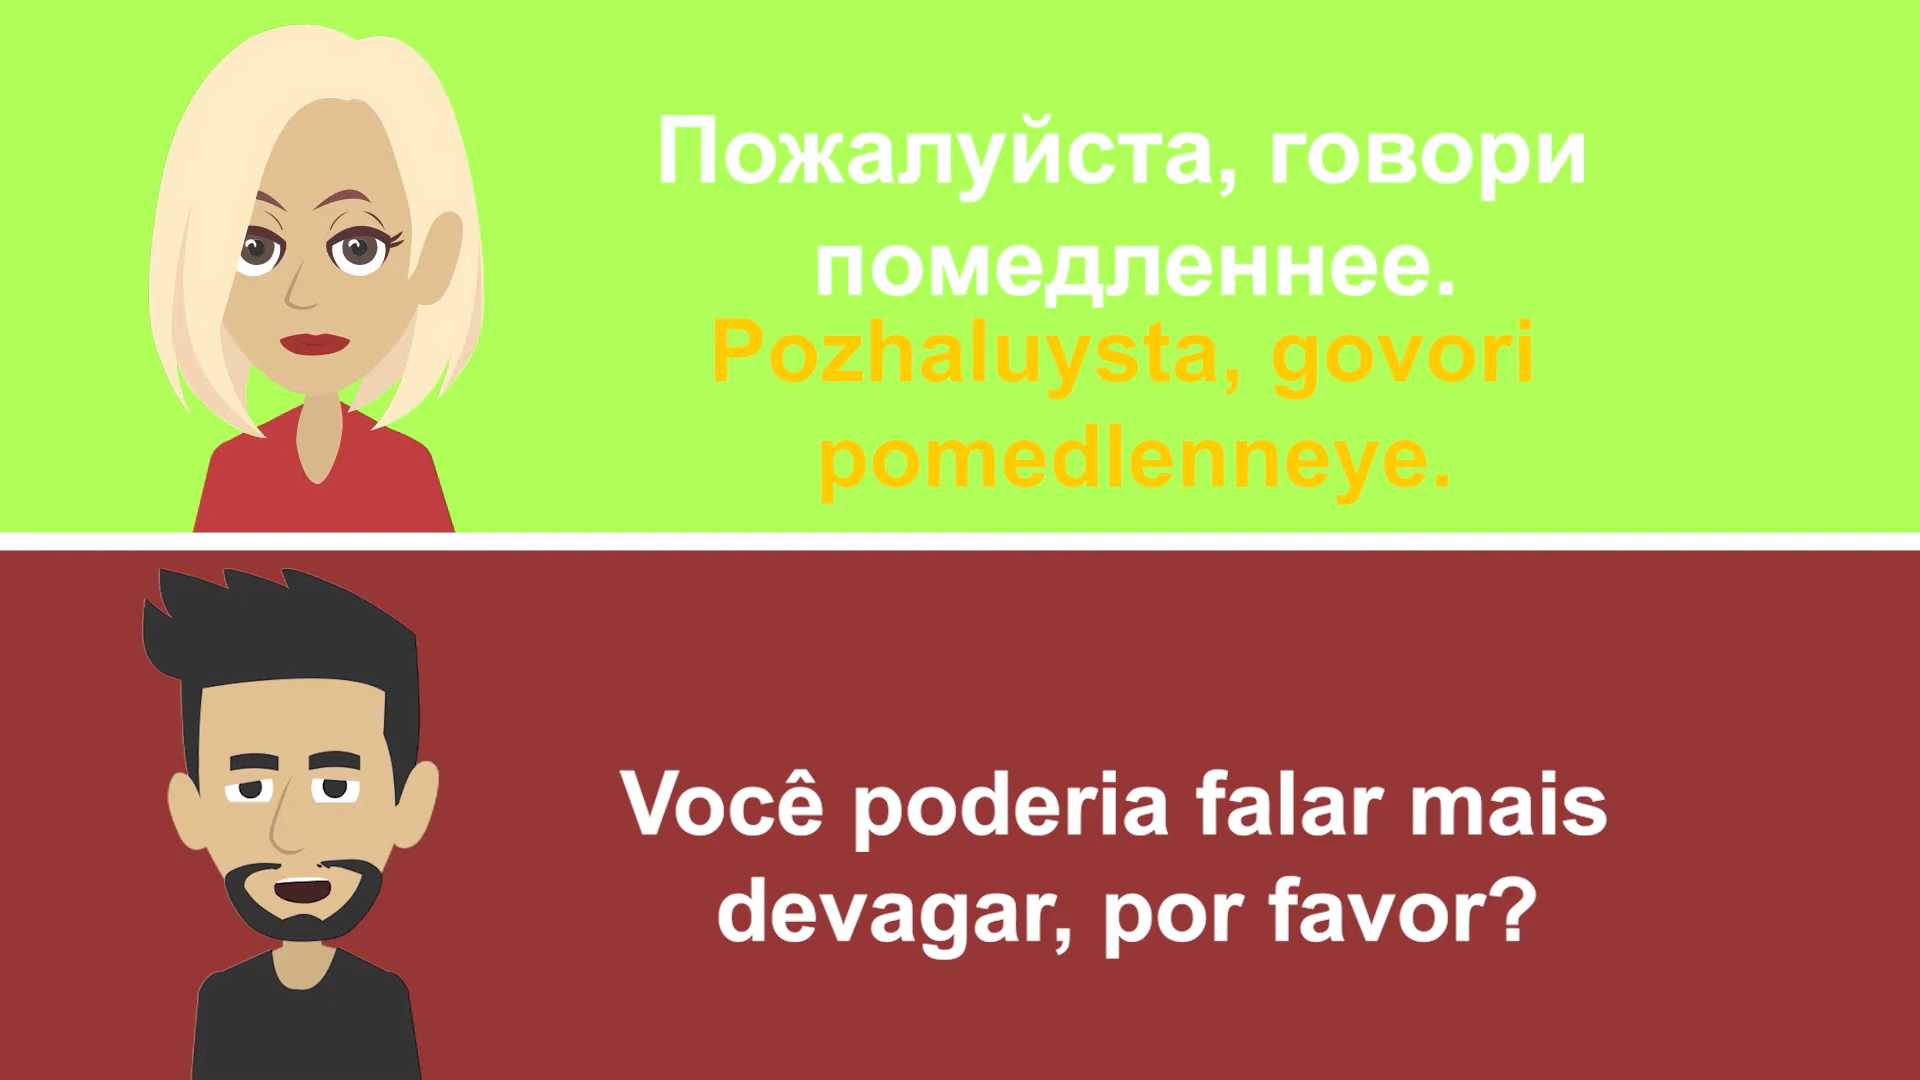 Пожалуйста, говори
помедленнее.
Pozhaluysta, govori
pomedlenneye.
Você poderia falar mais
devagar, por favor?